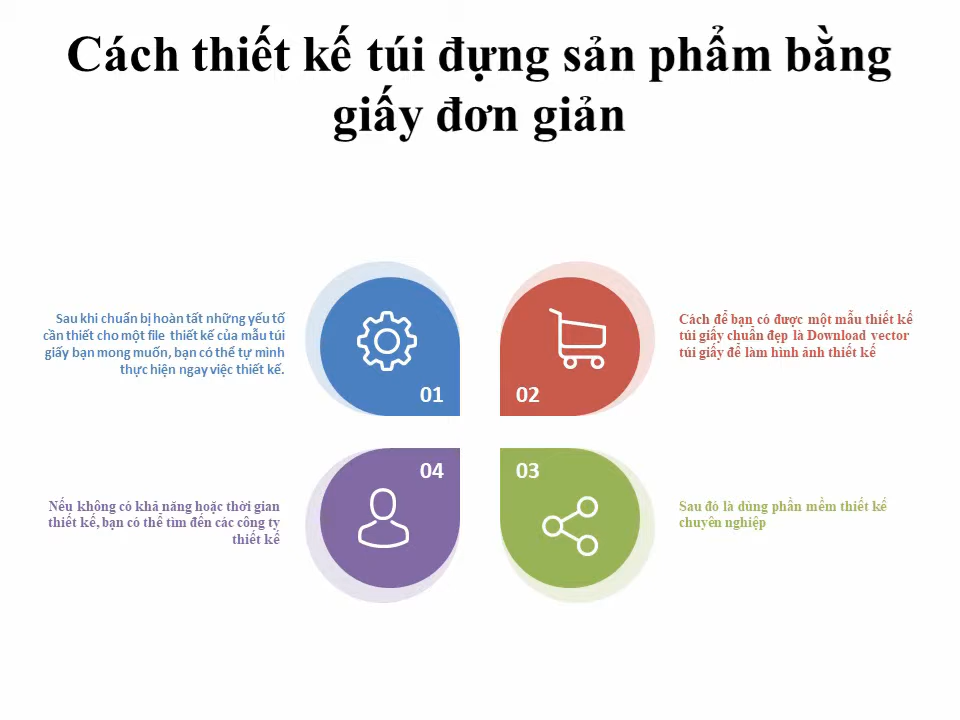 Cách thiết kế túi đựng sản phẩm bằng
giấy đơn giản
Sau khi chuẩn bị hoàn tất những yếu tố
cần thiết cho một file thiết kế của mẫu túi
giấy bạn mong muốn, bạn có thể tự mình
thực hiện ngay việc thiết kế.
01
02
Cách để bạn có được một mẫu thiết kế
túi giấy chuẩn đẹp là Download vector
túi giấy để làm hình ảnh thiết kế
04
03
Nếu không có khả năng hoặc thời gian
thiết kế, bạn có thể tìm đến các công ty
thiết kế
Sau đó là dùng phần mềm thiết kế
chuyên nghiệp